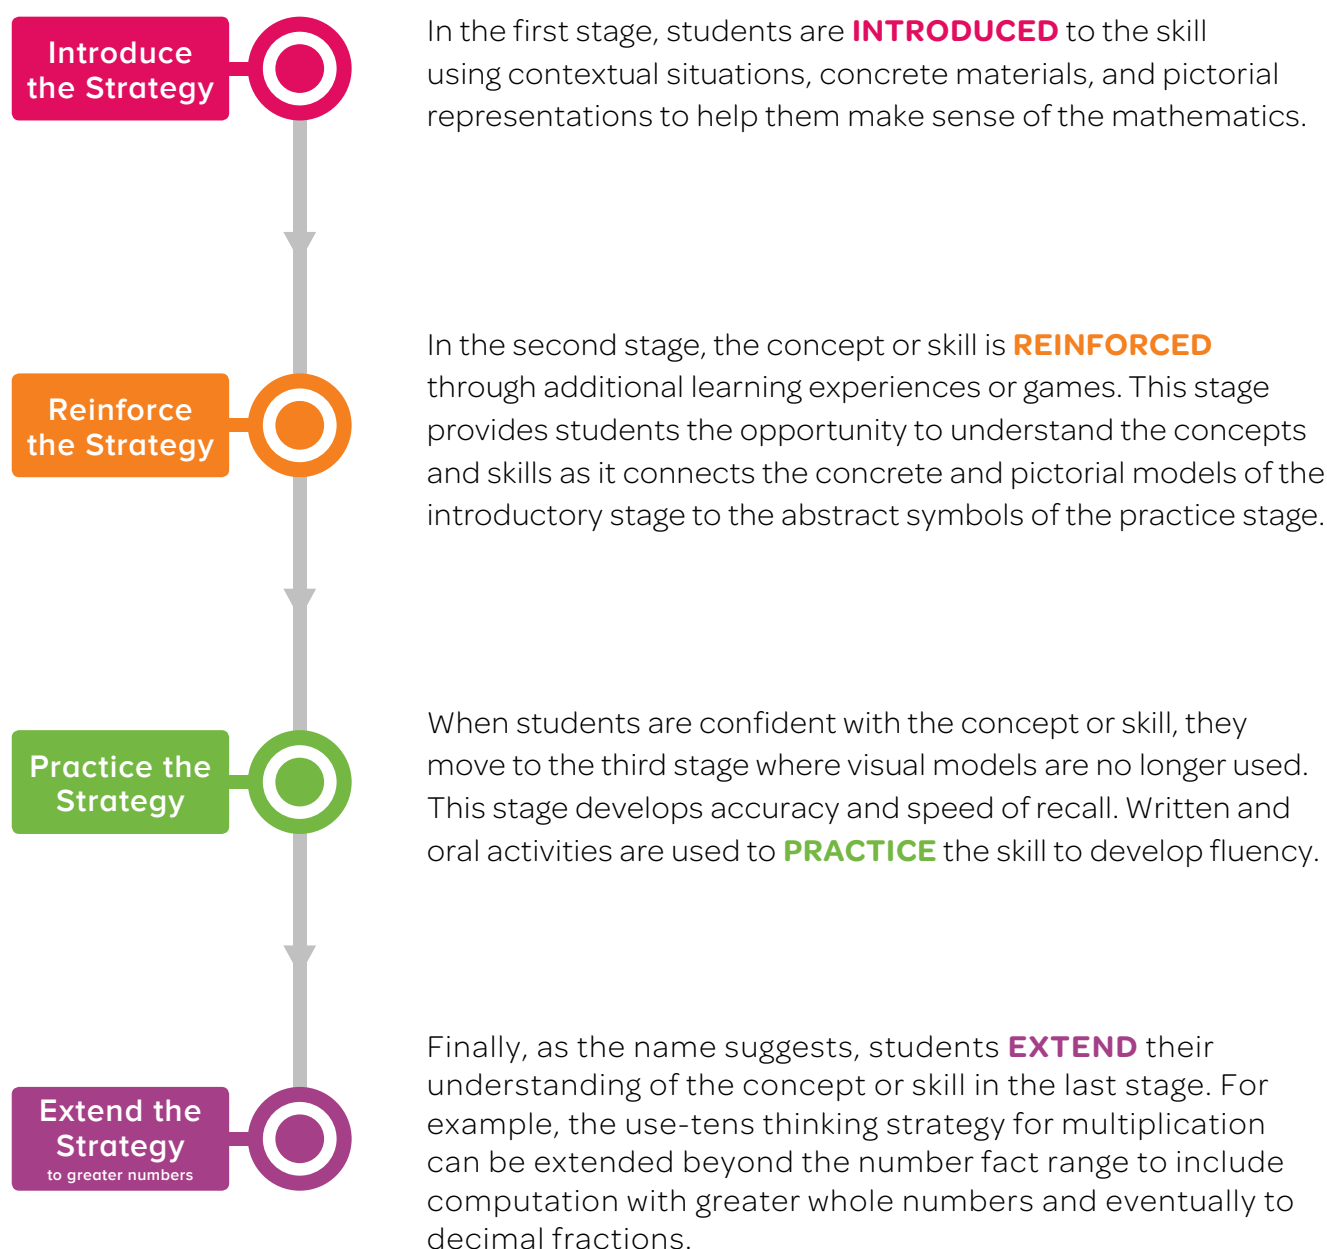 Introduce
the Strategy
In the first stage, students are INTRODUCED to the skill
using contextual situations, concrete materials, and pictorial
representations to help them make sense of the mathematics.
Reinforce
the Strategy
In the second stage, the concept or skill is REINFORCED
through additional learning experiences or games. This stage
provides students the opportunity to understand the concepts
and skills as it connects the concrete and pictorial models of the
introductory stage to the abstract symbols of the practice stage.
Practice the
Strategy
When students are confident with the concept or skill, they
move to the third stage where visual models are no longer used.
This stage develops accuracy and speed of recall. Written and
oral activities are used to PRACTICE the skill to develop fluency.
Extend the
Strategy
to greater numbers
Finally, as the name suggests, students EXTEND their
understanding of the concept or skill in the last stage. For
example, the use-tens thinking strategy for multiplication
can be extended beyond the number fact range to include
computation with greater whole numbers and eventually to
decimal fractions.